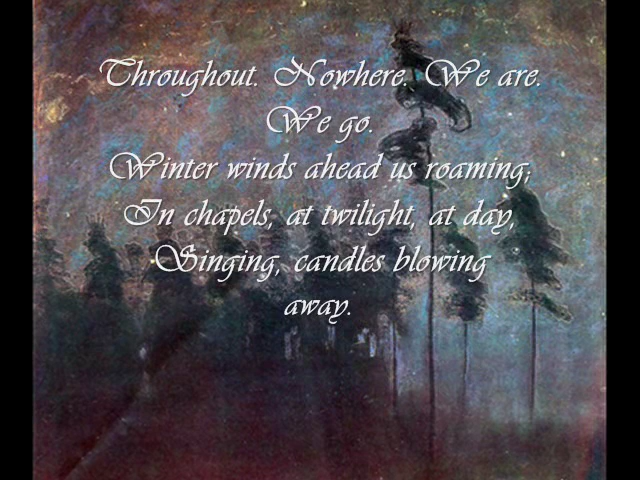 Throughout. Nowhere. We are.
We go.
Winter winds ahead us roaming;
In chapels, at twilight, at day,
Singing, candles blowing
away.